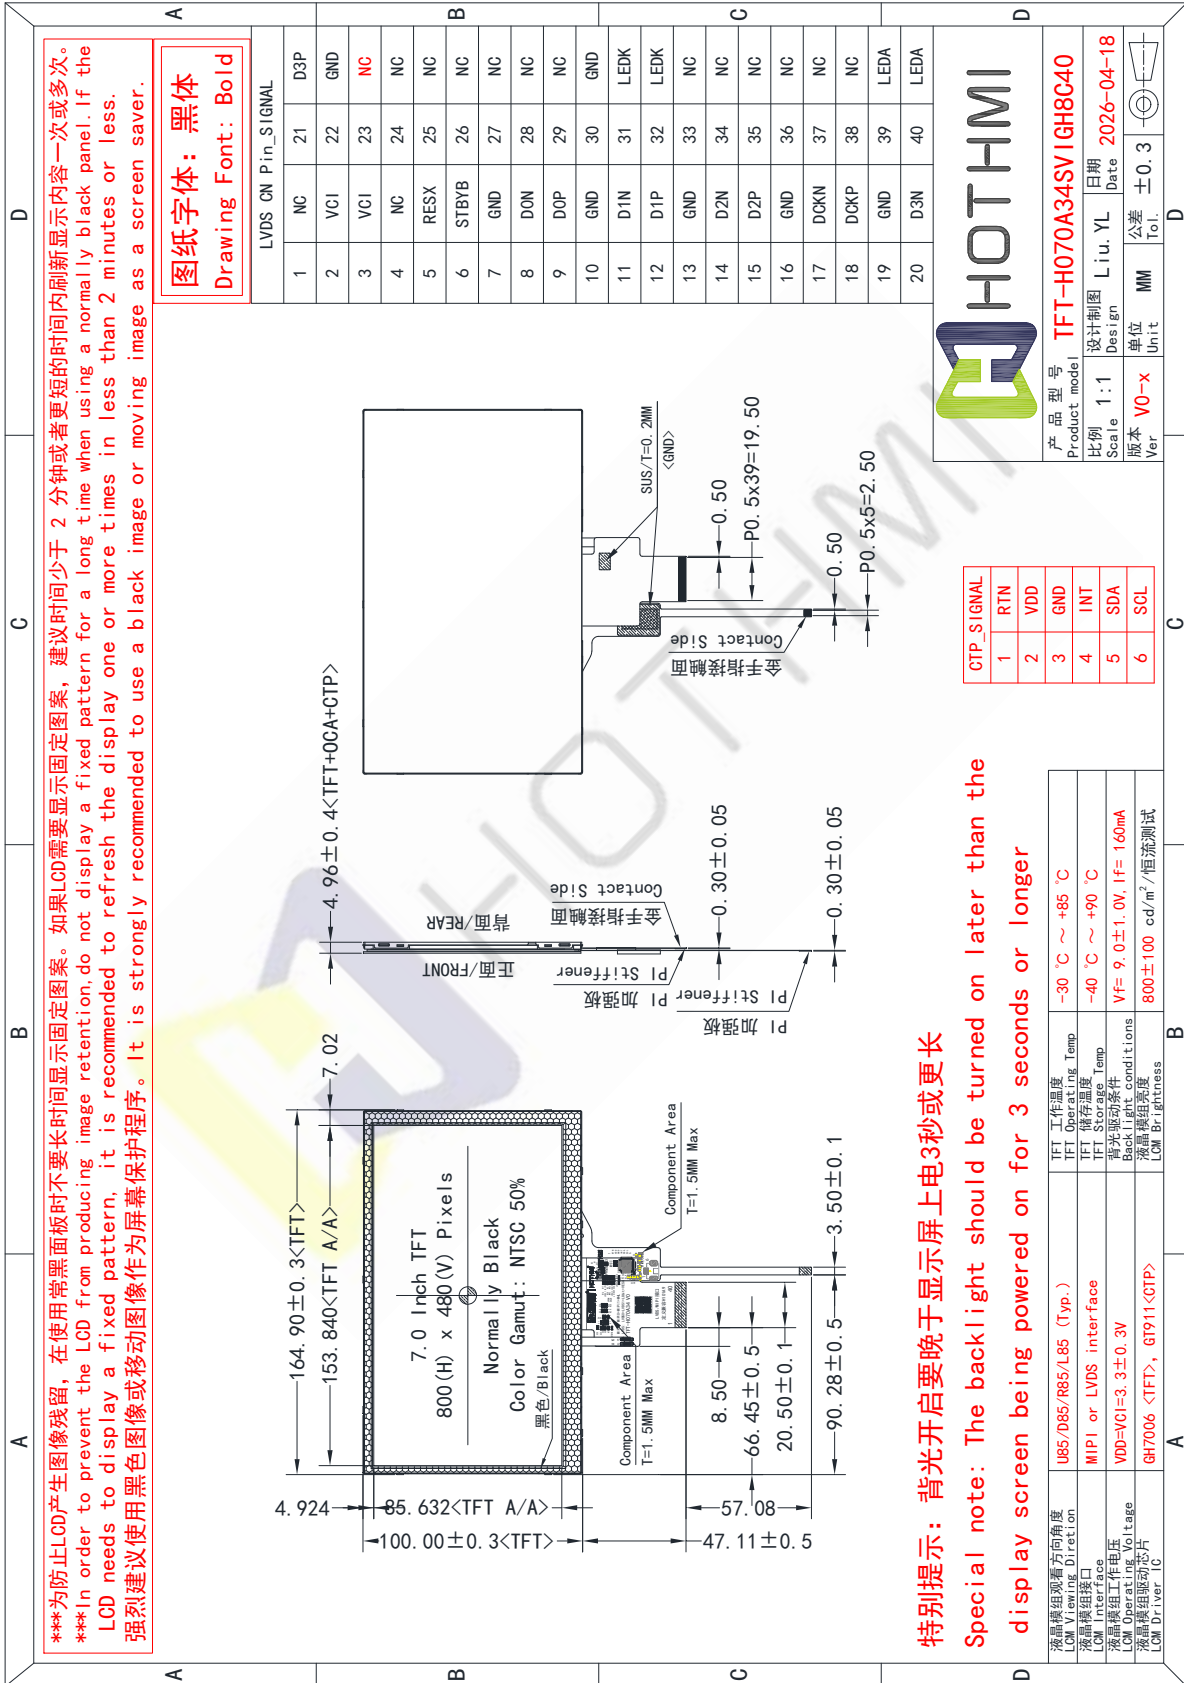 ***为防止LCD产生图像残留，在使用常黑面板时不要长时间显示固定图案。如果LCD需要显示固定图案，建议时间少于 2 分钟或者更短的时间内刷新显示内容一次或多次。
***In order to prevent the LCD from producing image retention,do not display a fixed pattern for a long time when using a normally black panel.If the
LCD needs to display a fixed pattern, it is recommended to refresh the display one or more times in less than 2 minutes or less.
强烈建议使用黑色图像或移动图像作为屏幕保护程序。It is strongly recommended to use a black image or moving image as a screen saver.
图纸字体：黑体
Drawing Font: Bold
LVDS CN Pin_SIGNAL
1 NC 21 D3P
2 VCI 22 GND
3 VCI 23 NC
4 NC 24 NC
5 RESX 25 NC
6 STBYB 26 NC
7 GND 27 NC
8 D0N 28 NC
9 D0P 29 NC
10 GND 30 GND
11 D1N 31 LEDK
12 D1P 32 LEDK
13 GND 33 NC
14 D2N 34 NC
15 D2P 35 NC
16 GND 36 NC
17 DCKN 37 NC
18 DCKP 38 NC
19 GND 39 LEDA
20 D3N 40 LEDA
164.90±0.3<TFT>
153.840<TFT A/A>
7.02
4.924
85.632<TFT A/A>
100.00±0.3<TFT>
7.0 Inch TFT
800(H) x 480(V) Pixels
Normally Black
Color Gamut: NTSC 50%
黑色/Black
Component Area
T=1.5MM Max
Component Area
T=1.5MM Max
8.50
66.45±0.5
20.50±0.1
90.28±0.5
3.50±0.1
57.08
47.11±0.5
4.96±0.4<TFT+OCA+CTP>
背面/REAR
正面/FRONT
金手指接触面
Contact Side
PI 加强板
PI Stiffener
PI 加强板
PI Stiffener
0.30±0.05
0.30±0.05
SUS/T=0.2MM
<GND>
金手指接触面
Contact Side
0.50
P0.5x39=19.50
0.50
P0.5x5=2.50
特别提示：背光开启要晚于显示屏上电3秒或更长
Special note: The backlight should be turned on later than the
display screen being powered on for 3 seconds or longer
CTP_SIGNAL
1 RTN
2 VDD
3 GND
4 INT
5 SDA
6 SCL
液晶模组观看方向角度
LCM Viewing Diretion
U85/D85/R85/L85 (Typ.)
TFT 工作温度
TFT Operating Temp
-30 ℃ ～ +85 ℃
液晶模组接口
LCM Interface
MIPI or LVDS interface
TFT 储存温度
TFT Storage Temp
-40 ℃ ～ +90 ℃
液晶模组工作电压
LCM Operating Voltage
VDD=VCI=3.3±0.3V
背光驱动条件
Backlight conditions
Vf= 9.0±1.0V,If= 160mA
液晶模组驱动芯片
LCM Driver IC
GH7006 <TFT>, GT911<OTP>
液晶模组亮度
LCM Brightness
800±100 cd/m²/恒流测试
HOTHMI
产 品 型 号
Product model
TFT-H070A34SVIGH8C40
比例
Scale
1:1
设计制图
Design
Liu.YL
日期
Date
2026-04-18
版本
Ver
V0-x
单位
Unit
MM
公差
Tol.
±0.3
A
B
C
D
A
B
C
D
A
B
C
D
A
B
C
D
HOTHMI